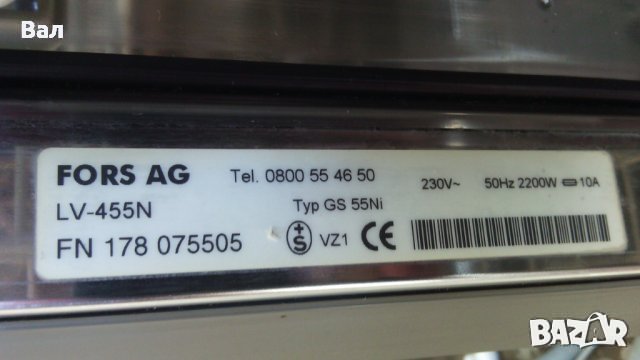 Вал
FORS AG Tel. 0800 55 46 50 230V~ 50Hz 2200W 10A
LV-455N Typ GS 55Ni
FN 178 075505 +S VZ1 CE
BAZAR